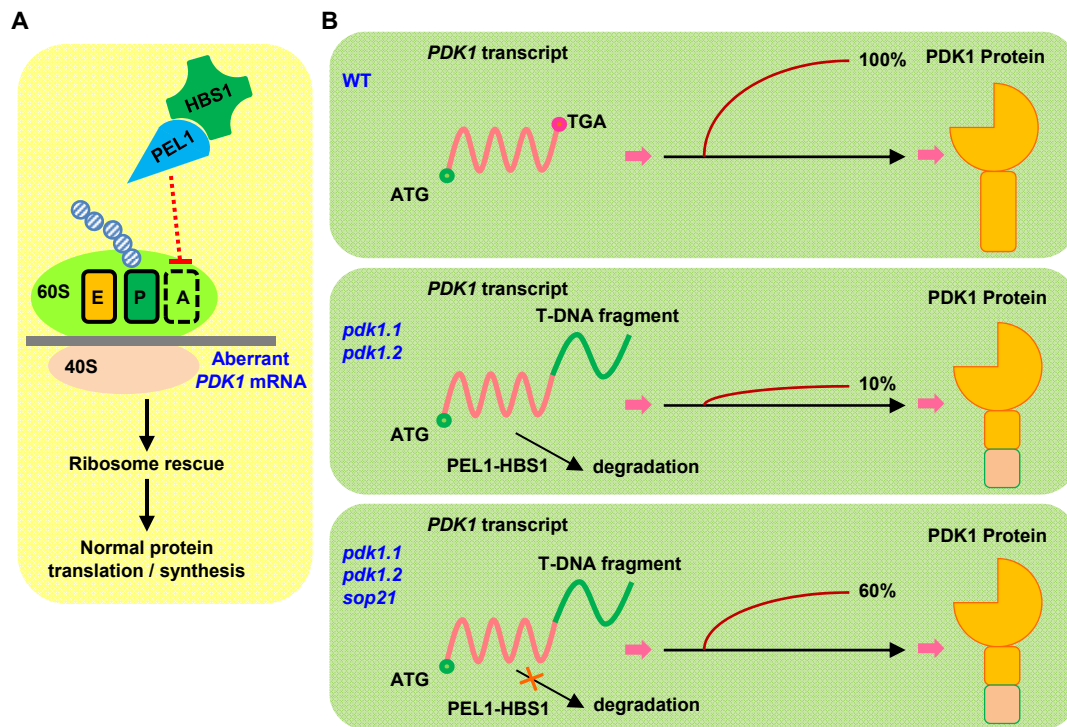 A
HBS1
PEL1
60S
E
P
A
40S
Aberrant
PDK1 mRNA
Ribosome rescue
Normal protein
translation / synthesis
B
PDK1 transcript
PDK1 Protein
WT
100%
TGA
ATG
PDK1 transcript
PDK1 Protein
T-DNA fragment
pdk1.1
pdk1.2
10%
ATG
PEL1-HBS1
degradation
PDK1 transcript
PDK1 Protein
pdk1.1
pdk1.2
sop21
T-DNA fragment
60%
ATG
PEL1-HBS1
degradation